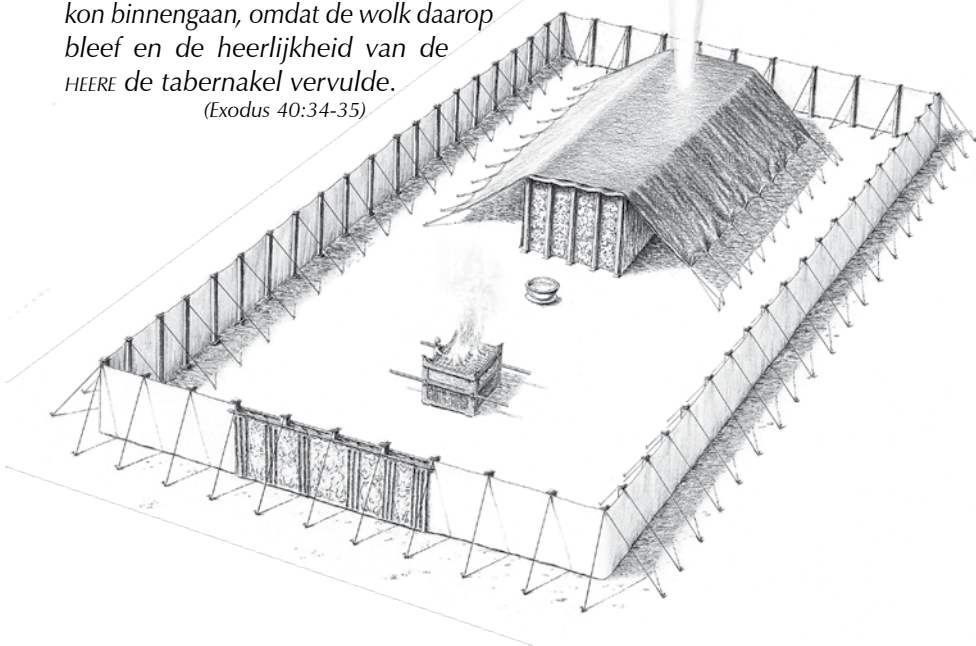 kon binnengaan, omdat de wolk daarop
bleef en de heerlijkheid van de
HEERE de tabernakel vervulde.
(Exodus 40:34-35)